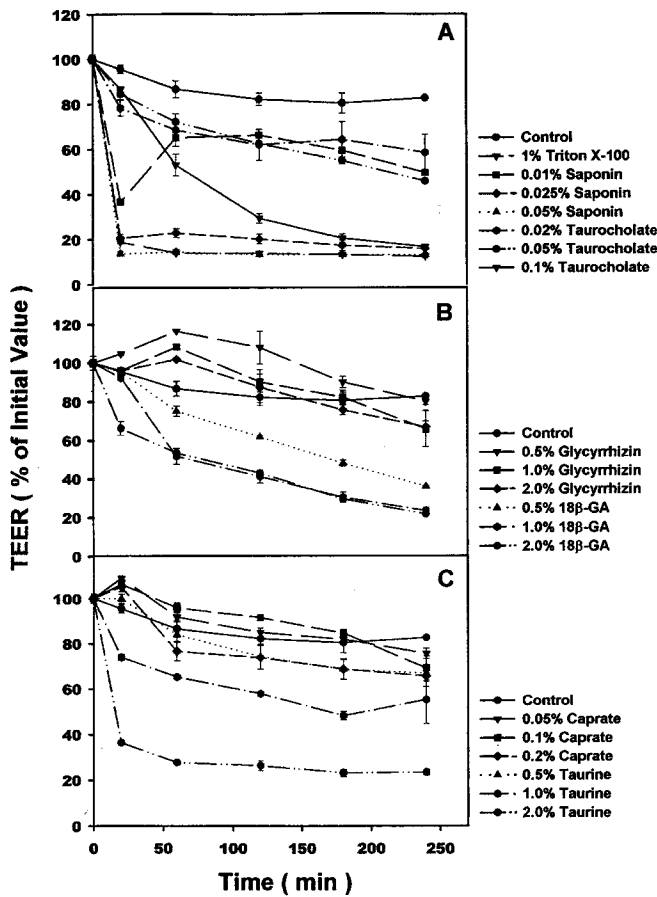 120
100
80
60
40
20
0
A
Control
1% Triton X-100
0.01% Saponin
0.025% Saponin
0.05% Saponin
0.02% Taurocholate
0.05% Taurocholate
0.1% Taurocholate
TEER ( % of Initial Value )
120
100
80
60
40
20
0
B
Control
0.5% Glycyrrhizin
1.0% Glycyrrhizin
2.0% Glycyrrhizin
0.5% 18β-GA
1.0% 18β-GA
2.0% 18β-GA
100
80
60
40
20
0
C
Control
0.05% Caprate
0.1% Caprate
0.2% Caprate
0.5% Taurine
1.0% Taurine
2.0% Taurine
0 50 100 150 200 250
Time ( min )